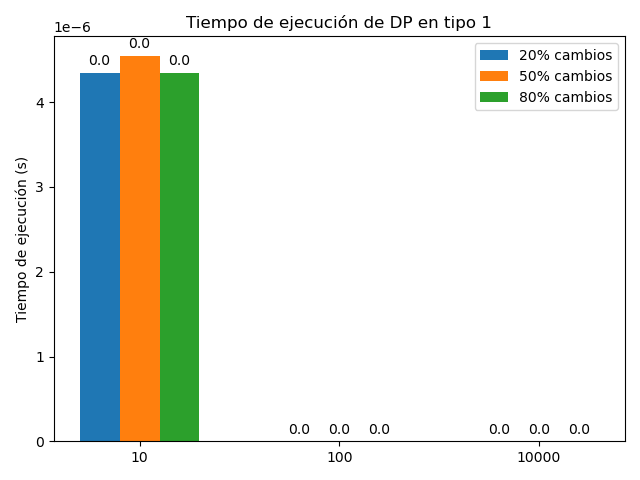 Tiempo de ejecución de DP en tipo 1
1e−6
20% cambios
50% cambios
80% cambios
0.0 0.0 0.0
0.0 0.0 0.0
0.0 0.0 0.0
Tiempo de ejecución (s)
4
3
2
1
0
10 100 10000